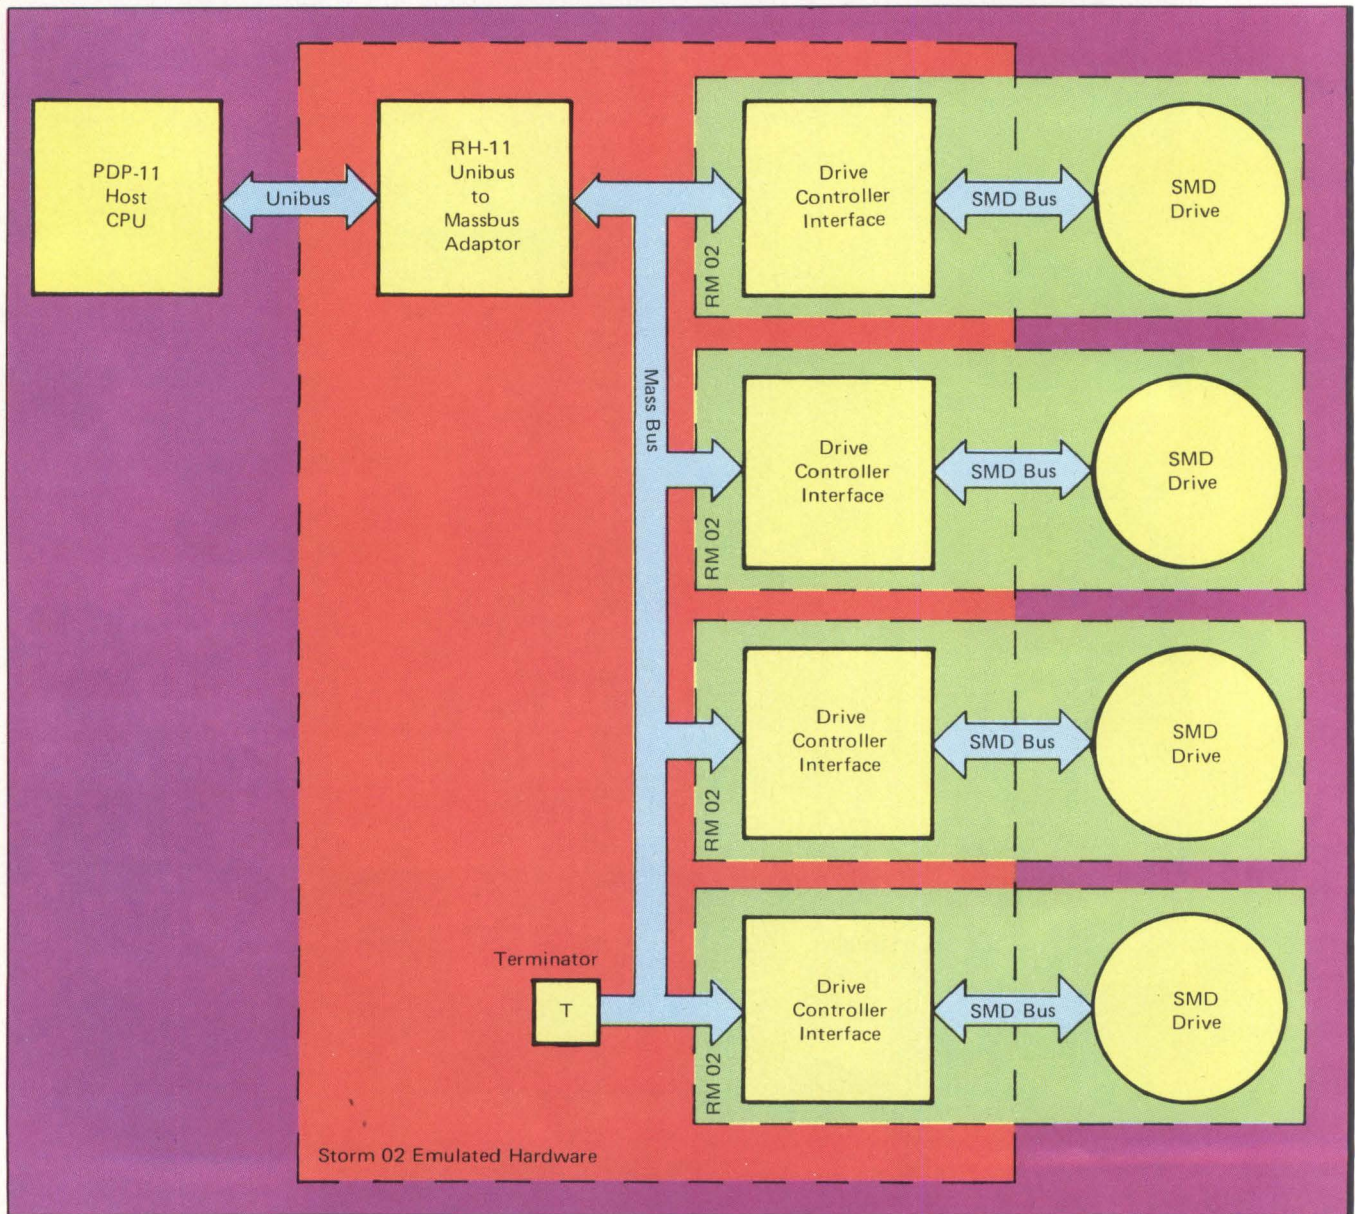 PDP-11
Host
CPU
Unibus
RH-11
Unibus
to
Massbus
Adaptor
Mass Bus
Drive
Controller
Interface
RM 02
SMD Bus
SMD
Drive
Drive
Controller
Interface
RM 02
SMD Bus
SMD
Drive
Drive
Controller
Interface
RM 02
SMD Bus
SMD
Drive
Terminator
T
Drive
Controller
Interface
RM 02
SMD Bus
SMD
Drive
Storm 02 Emulated Hardware